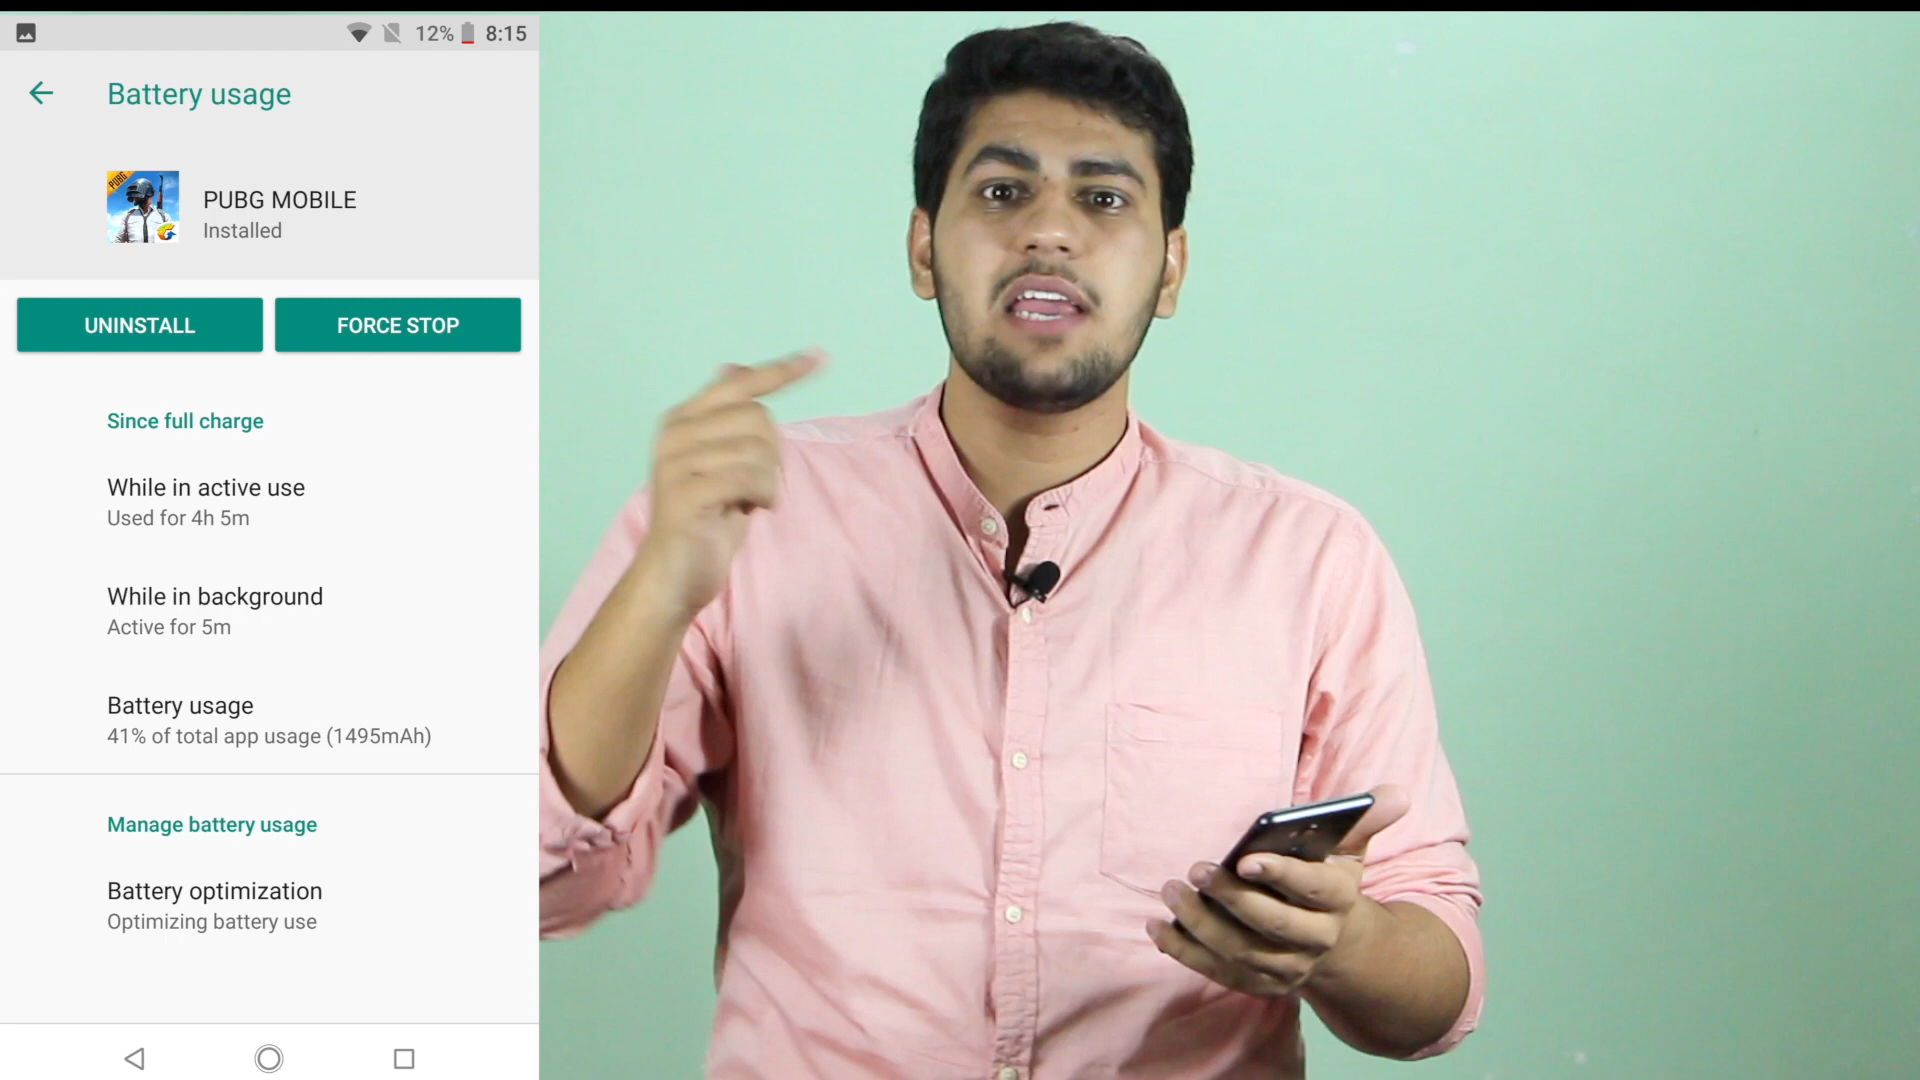 12% 8:15
Battery usage
PUBG
PUBG MOBILE
Installed
UNINSTALL FORCE STOP
Since full charge
While in active use
Used for 4h 5m
While in background
Active for 5m
Battery usage
41% of total app usage (1495mAh)
Manage battery usage
Battery optimization
Optimizing battery use